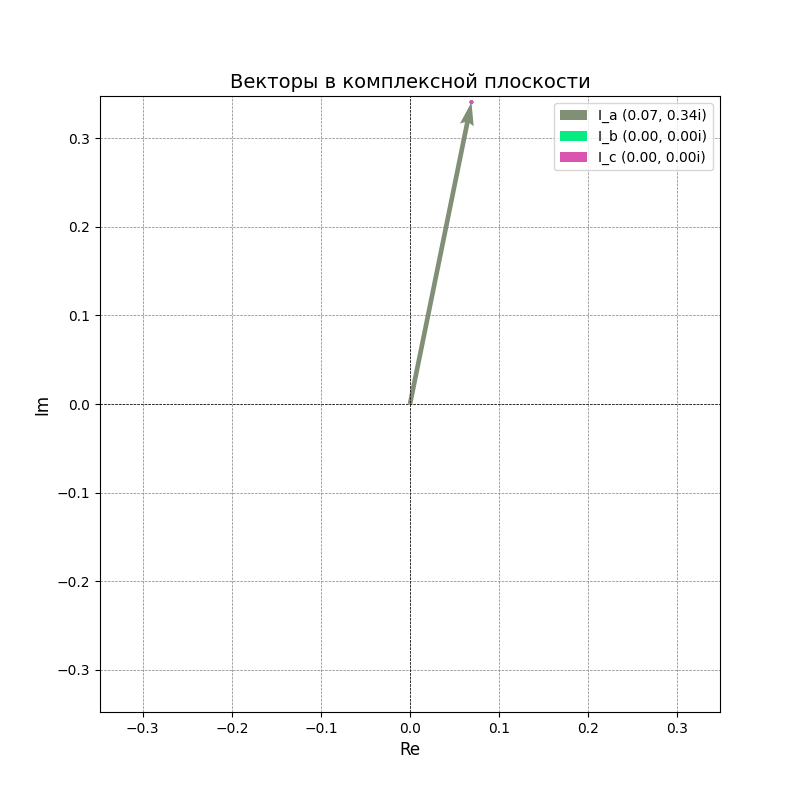 Векторы в комплексной плоскости
I_a (0.07, 0.34i)
I_b (0.00, 0.00i)
I_c (0.00, 0.00i)
Im
0.3
0.2
0.1
0.0
−0.1
−0.2
−0.3
−0.3 −0.2 −0.1 0.0 0.1 0.2 0.3
Re